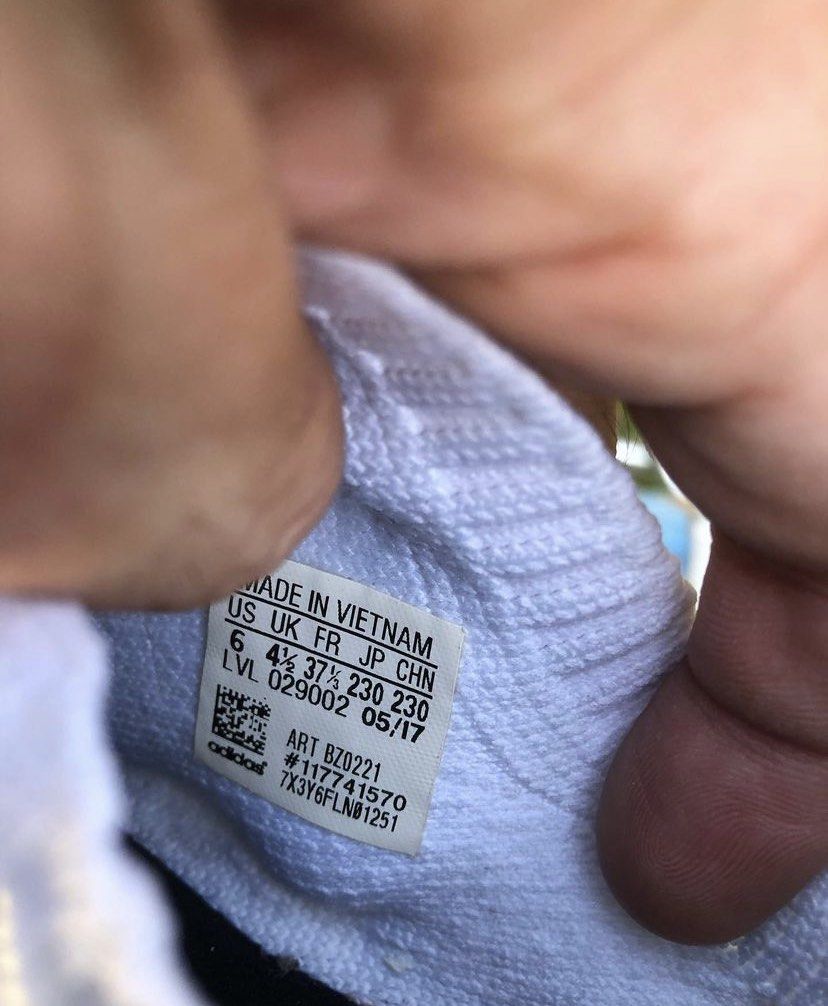 MADE IN VIETNAM
US UK FR JP CHN
6 4½ 37⅓ 230 230
LVL 029002 05/17
adidas
ART BZ0221
#117741570
7X3Y6FLN01251